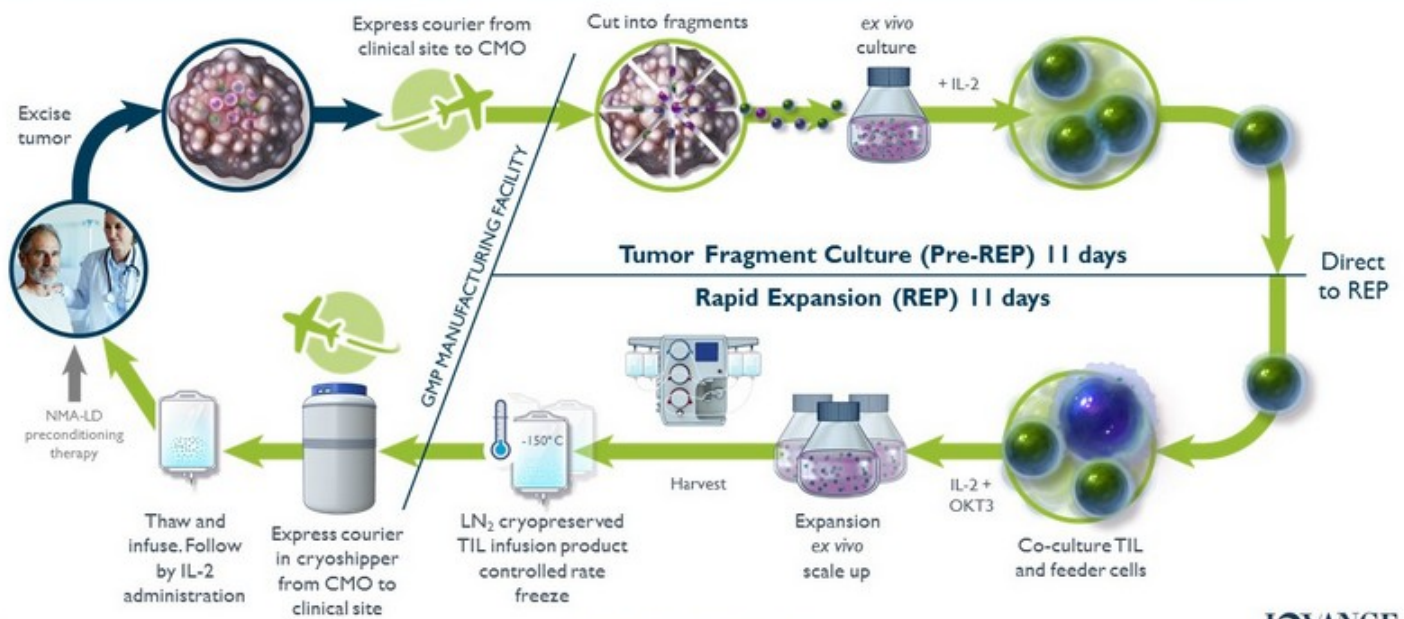 Express courier from
clinical site to CMO
Cut into fragments
ex vivo
culture
+ IL-2
Excise
tumor
GMP MANUFACTURING FACILITY
Tumor Fragment Culture (Pre-REP) 11 days
Rapid Expansion (REP) 11 days
Direct
to REP
NMA-LD
preconditioning
therapy
Thaw and
infuse. Follow
by IL-2
administration
Express courier
in cryoshipper
from CMO to
clinical site
-150° C
LN₂ cryopreserved
TIL infusion product
controlled rate
freeze
Harvest
Expansion
ex vivo
scale up
IL-2 +
OKT3
Co-culture TIL
and feeder cells